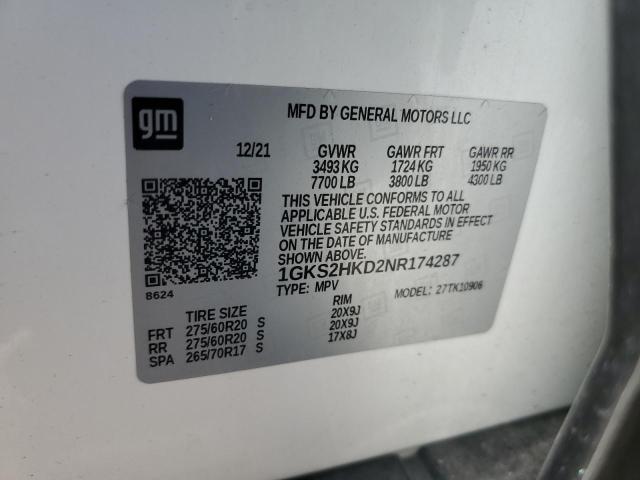 gm
MFD BY GENERAL MOTORS LLC
12/21 GVWR GAWR FRT GAWR RR
3493 KG 1724 KG 1950 KG
7700 LB 3800 LB 4300 LB
THIS VEHICLE CONFORMS TO ALL
APPLICABLE U.S. FEDERAL MOTOR
VEHICLE SAFETY STANDARDS IN EFFECT
ON THE DATE OF MANUFACTURE
SHOWN ABOVE.
1GKS2HKD2NR174287
TYPE: MPV MODEL: 27TK10906
8624
TIRE SIZE RIM
FRT 275/60R20 S 20X9J
RR 275/60R20 S 20X9J
SPA 265/70R17 S 17X8J